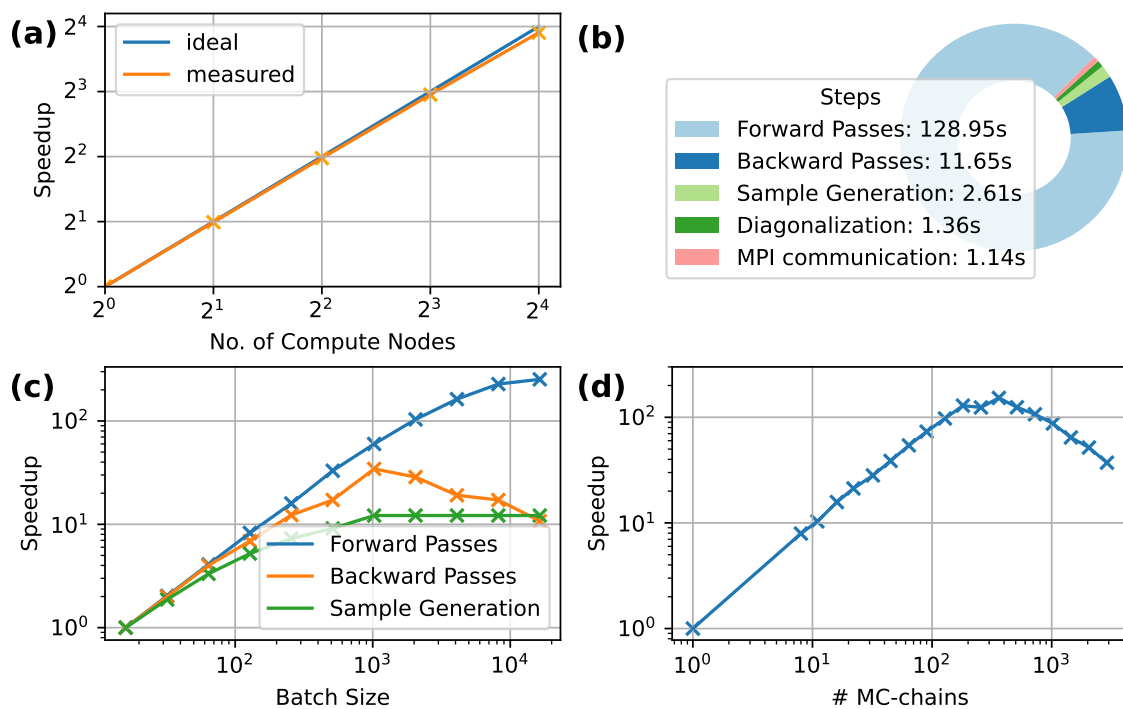 (a)
2^4
2^3
2^2
2^1
2^0
Speedup
ideal
measured
2^0 2^1 2^2 2^3 2^4
No. of Compute Nodes
(b)
Steps
Forward Passes: 128.95s
Backward Passes: 11.65s
Sample Generation: 2.61s
Diagonalization: 1.36s
MPI communication: 1.14s
(c)
10^2
10^1
10^0
Speedup
Forward Passes
Backward Passes
Sample Generation
10^2 10^3 10^4
Batch Size
(d)
10^2
10^1
10^0
Speedup
10^0 10^1 10^2 10^3
# MC-chains